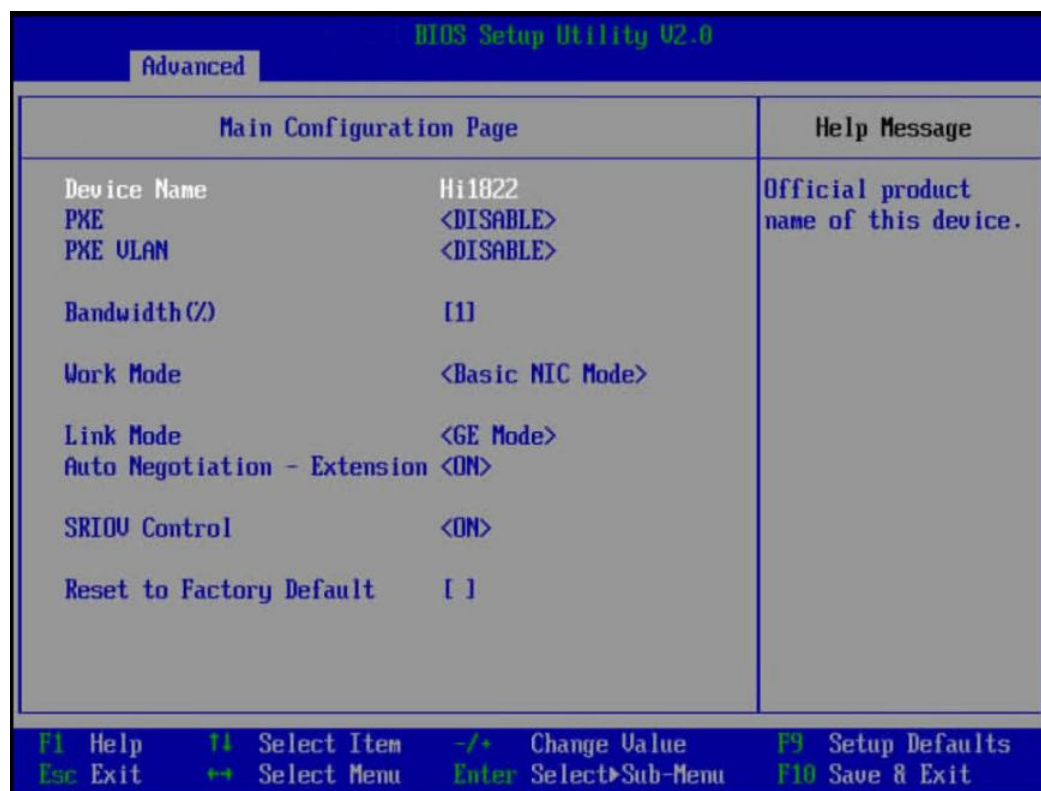 BIOS Setup Utility V2.0
Advanced
Main Configuration Page
Help Message
Device Name Hi1822
PXE <DISABLE>
PXE VLAN <DISABLE>
Bandwidth(%) [1]
Work Mode <Basic NIC Mode>
Link Mode <GE Mode>
Auto Negotiation - Extension <ON>
SRIOV Control <ON>
Reset to Factory Default [ ]
Official product
name of this device.
F1 Help ↑↓ Select Item -/+ Change Value F9 Setup Defaults
Esc Exit ←→ Select Menu Enter Select▶Sub-Menu F10 Save & Exit